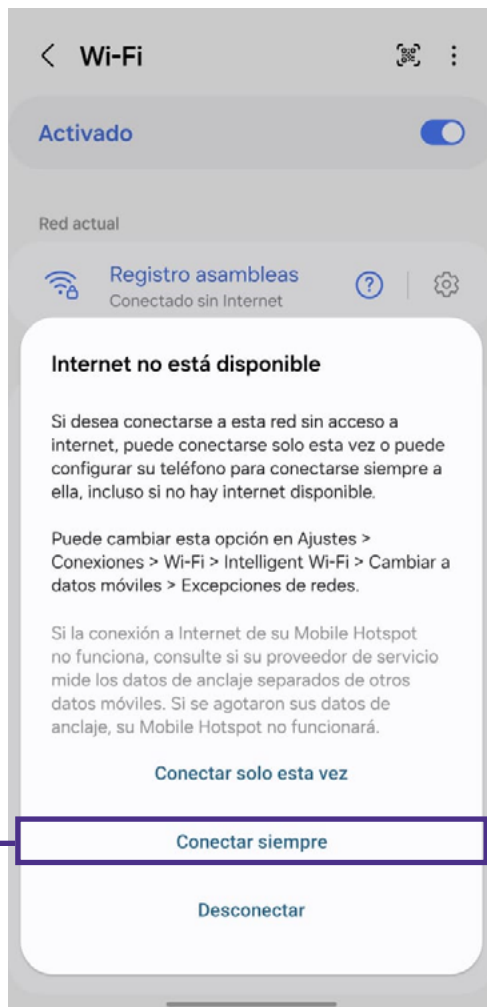 Wi-Fi
Activado
Red actual
Registro asambleas
Conectado sin Internet
Internet no está disponible
Si desea conectarse a esta red sin acceso a
internet, puede conectarse solo esta vez o puede
configurar su teléfono para conectarse siempre a
ella, incluso si no hay internet disponible.
Puede cambiar esta opción en Ajustes >
Conexiones > Wi-Fi > Intelligent Wi-Fi > Cambiar a
datos móviles > Excepciones de redes.
Si la conexión a Internet de su Mobile Hotspot
no funciona, consulte si su proveedor de servicio
mide los datos de anclaje separados de otros
datos móviles. Si se agotaron sus datos de
anclaje, su Mobile Hotspot no funcionará.
Conectar solo esta vez
Conectar siempre
Desconectar